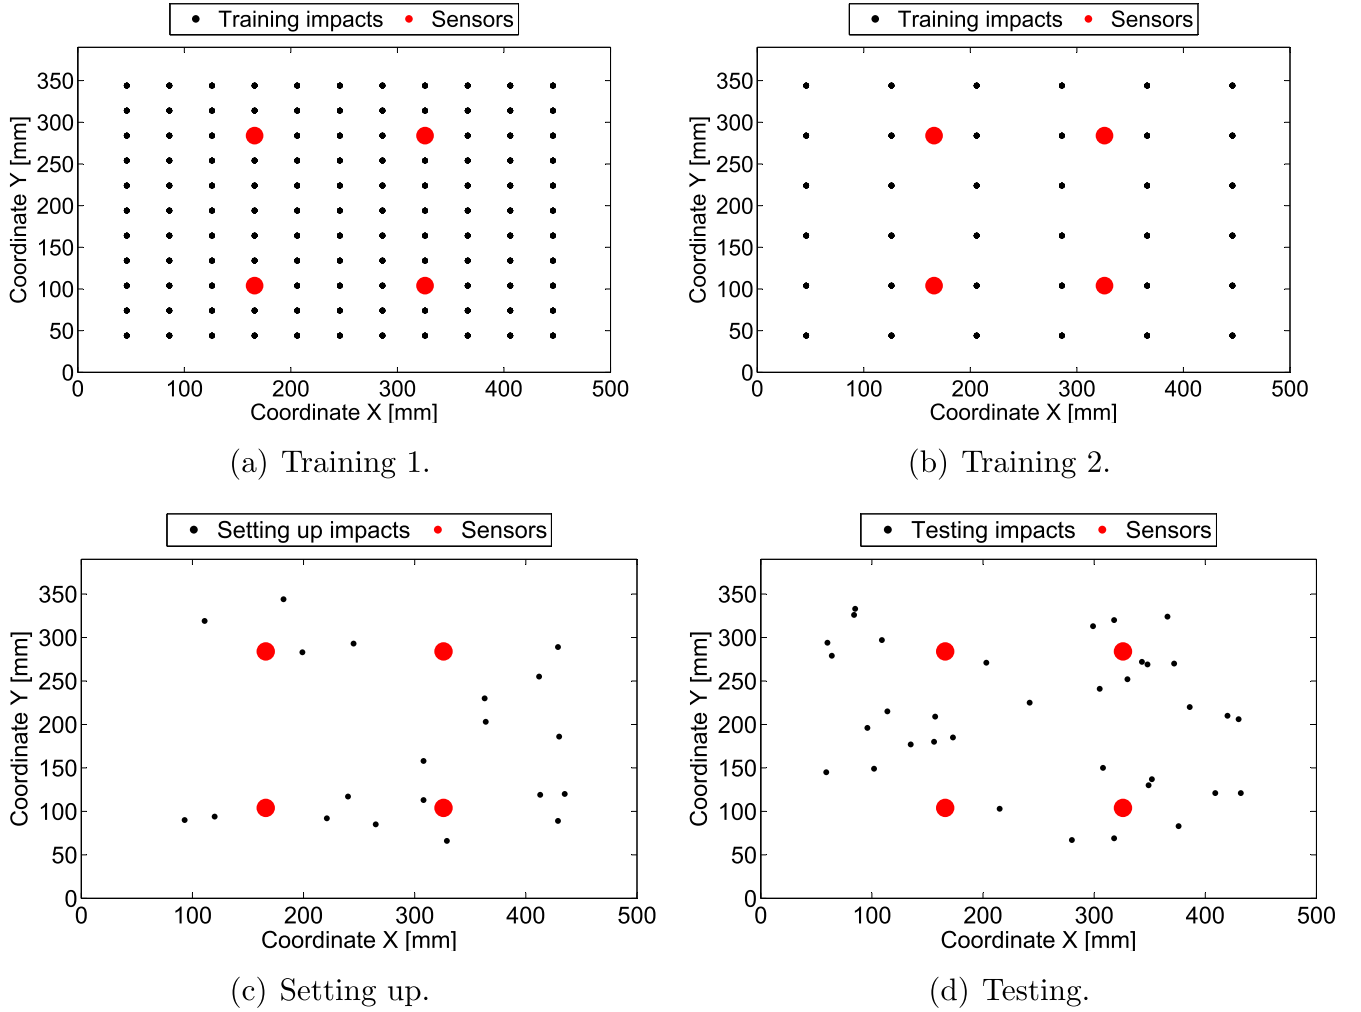 Training impacts Sensors
350
300
250
200
150
100
50
0
0 100 200 300 400 500
Coordinate Y [mm]
Coordinate X [mm]
(a) Training 1.
Training impacts Sensors
350
300
250
200
150
100
50
0
0 100 200 300 400 500
Coordinate Y [mm]
Coordinate X [mm]
(b) Training 2.
Setting up impacts Sensors
350
300
250
200
150
100
50
0
0 100 200 300 400 500
Coordinate Y [mm]
Coordinate X [mm]
(c) Setting up.
Testing impacts Sensors
350
300
250
200
150
100
50
0
0 100 200 300 400 500
Coordinate Y [mm]
Coordinate X [mm]
(d) Testing.